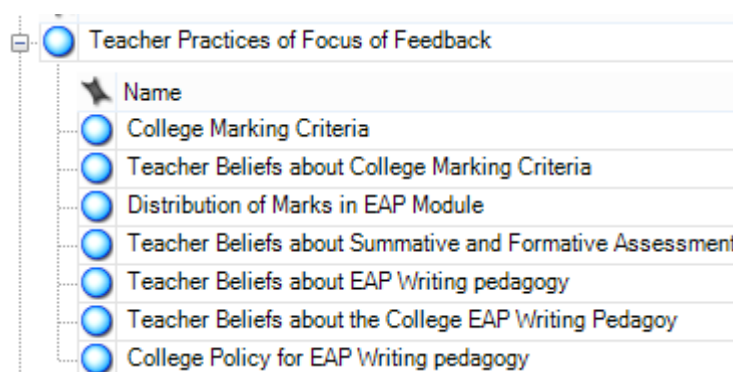 Teacher Practices of Focus of Feedback
Name
College Marking Criteria
Teacher Beliefs about College Marking Criteria
Distribution of Marks in EAP Module
Teacher Beliefs about Summative and Formative Assessment
Teacher Beliefs about EAP Writing pedagogy
Teacher Beliefs about the College EAP Writing Pedagoy
College Policy for EAP Writing pedagogy